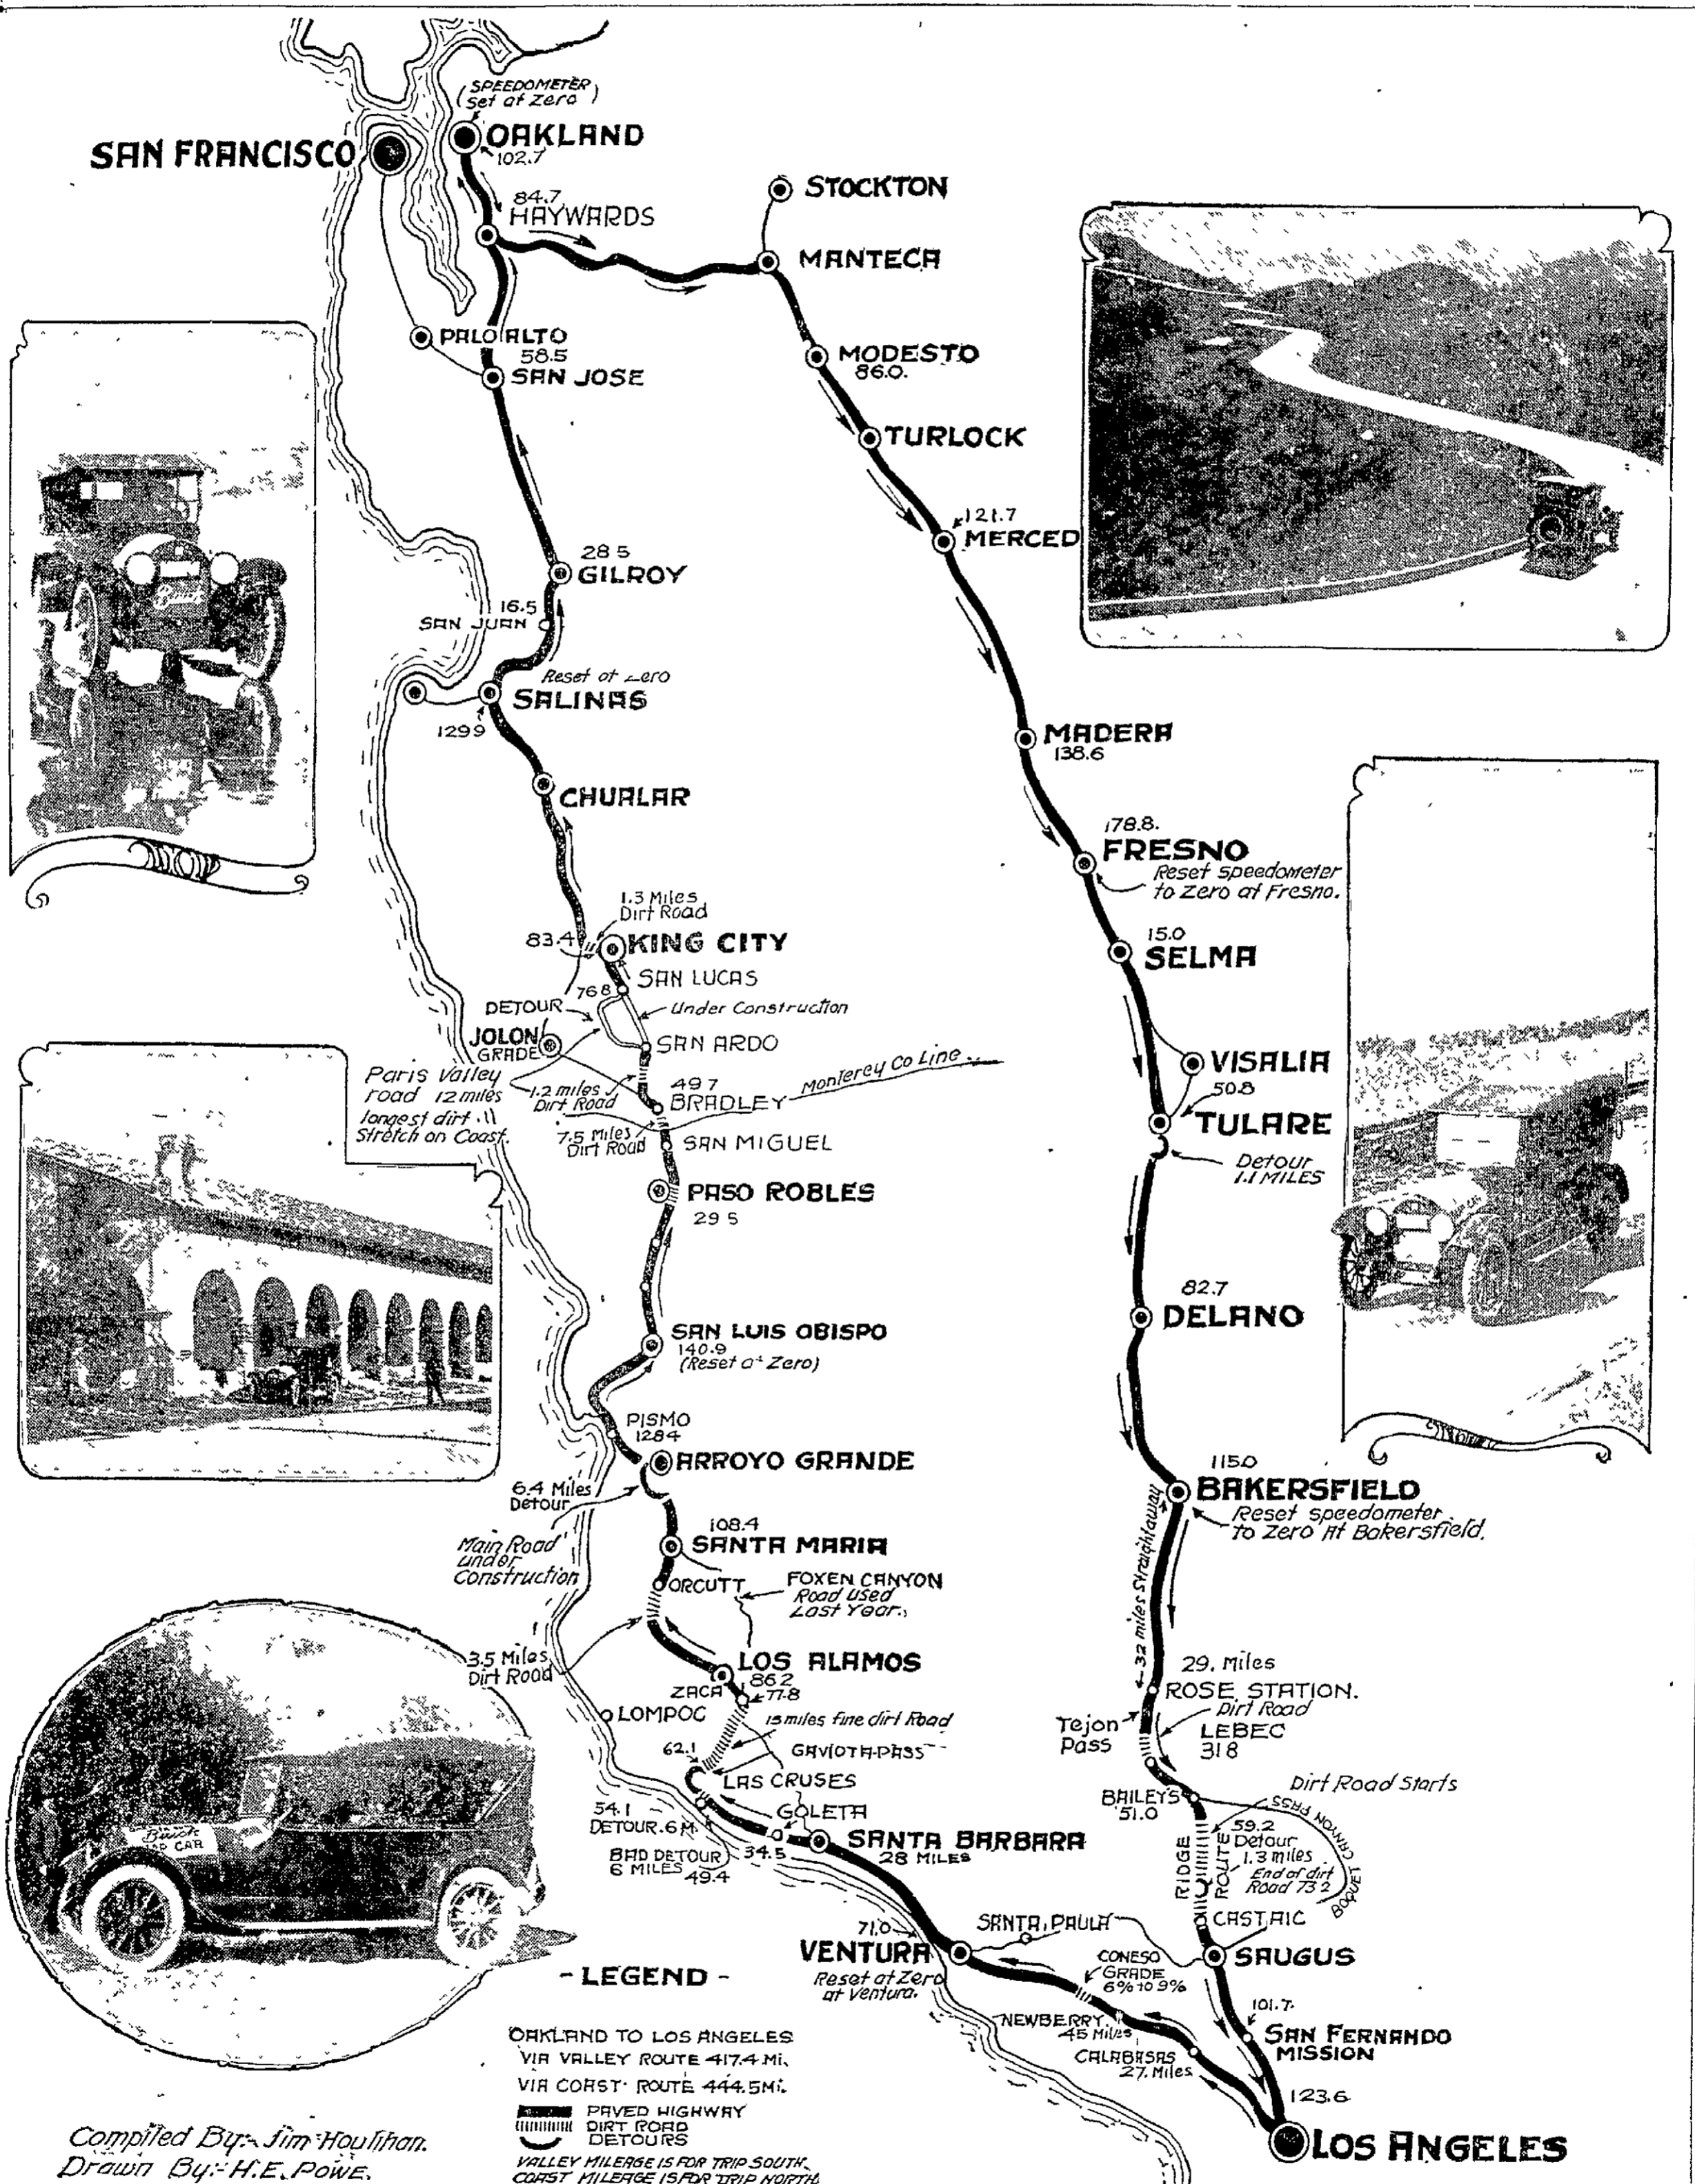 (SPEEDOMETER
Set at Zero)
OAKLAND
102.7
SAN FRANCISCO
84.7
HAYWARDS
STOCKTON
MANTECA
PALO ALTO
58.5
SAN JOSE
MODESTO
86.0.
TURLOCK
121.7
MERCED
28 5
GILROY
16.5
SAN JUAN
Reset at Zero
SALINAS
1299
Buick
MADERA
138.6
CHUALAR
178.8.
FRESNO
Reset speedometer
to Zero at Fresno.
1.3 Miles
Dirt Road
83.4
KING CITY
15.0
SELMA
SAN LUCAS
768
DETOUR
Under Construction
JOLON
GRADE
SAN ARDO
Paris Valley
road 12 miles
longest dirt
Stretch on Coast.
1.2 miles
Dirt Road
49 7
BRADLEY
Monterey Co Line
VISALIA
50.8
TULARE
7.5 Miles
Dirt Road
SAN MIGUEL
Detour
1.1 MILES
PASO ROBLES
29 5
82.7
DELANO
SAN LUIS OBISPO
140.9
(Reset at Zero)
PISMO
1284
ARROYO GRANDE
6.4 Miles
Detour
115.0
BAKERSFIELD
Reset speedometer
to Zero At Bakersfield.
32 miles Straightaway
108.4
SANTA MARIA
Main Road
under
Construction
ORCUTT
FOXEN CANYON
Road Used
Last Year.
3.5 Miles
Dirt Road
LOS ALAMOS
86.2
ZACA
77.8
29. Miles
ROSE STATION.
Dirt Road
Tejon
Pass
LEBEC
31 8
LOMPOC
15 miles fine dirt Road
62.1
GAVIOTA PASS
LAS CRUSES
Dirt Road Starts
BAILEYS
51.0
BOQUET CANYON PASS
54.1
DETOUR .6 M.
GOLETA
59.2
Detour
1.3 miles
RIDGE
ROUTE
End of dirt
Road 73 2
SANTA BARBARA
28 MILES
BAD DETOUR
6 MILES
34.5
49.4
Buick
CAR
CASTAIC
SANTA PAULA
71.0
VENTURA
Reset at Zero
at Ventura.
CONESO
GRADE
6% to 9%
SAUGUS
101.7
SAN FERNANDO
MISSION
NEWBERRY
45 Miles
CALABASAS
27. Miles
123.6
LOS ANGELES
- LEGEND -
OAKLAND TO LOS ANGELES
VIA VALLEY ROUTE 417.4 Mi.
VIA COAST ROUTE 444.5 Mi.
PAVED HIGHWAY
DIRT ROAD
DETOURS
VALLEY MILEAGE IS FOR TRIP SOUTH.
COAST MILEAGE IS FOR TRIP NORTH.
Compiled By:- Jim Houlihan.
Drawn By:- H.E. Powe.